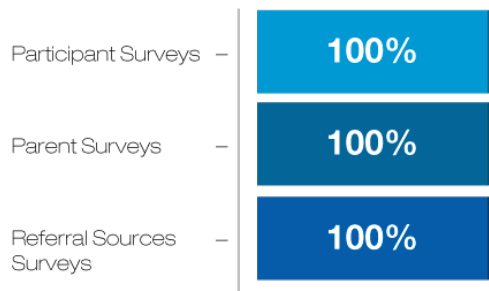 Participant Surveys –
100%
Parent Surveys –
100%
Referral Sources –
Surveys
100%